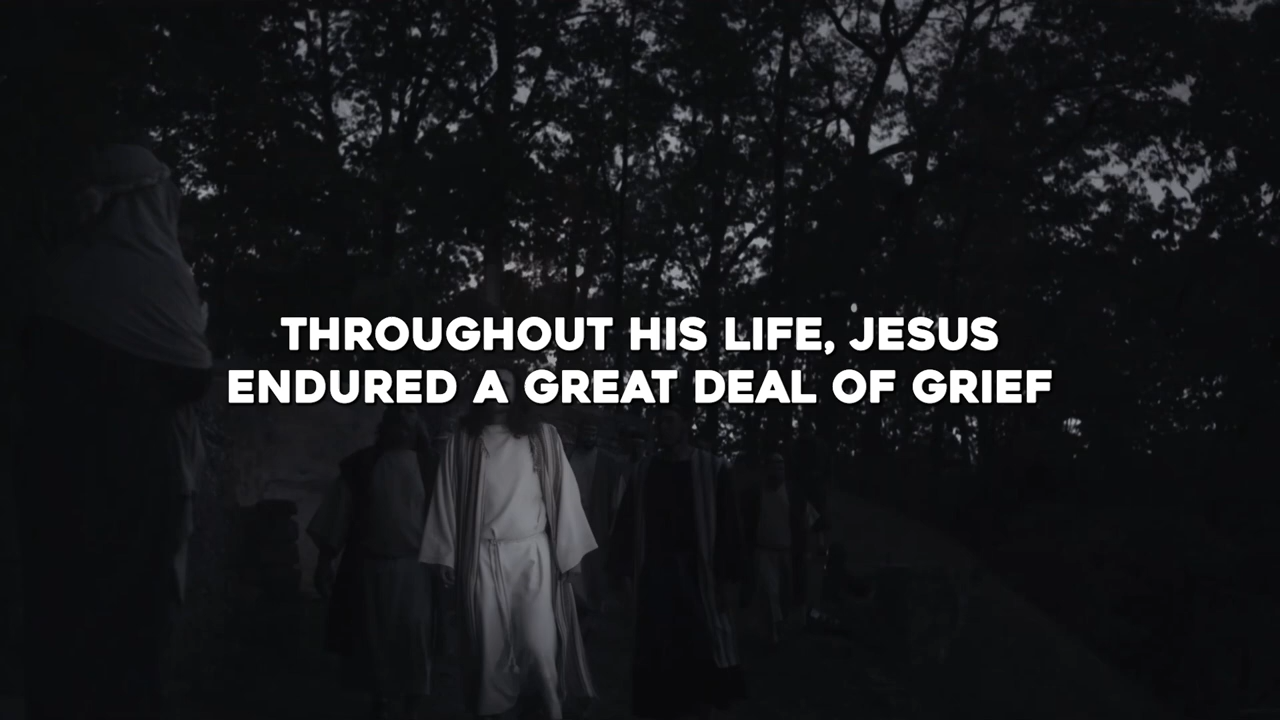 THROUGHOUT HIS LIFE, JESUS
ENDURED A GREAT DEAL OF GRIEF